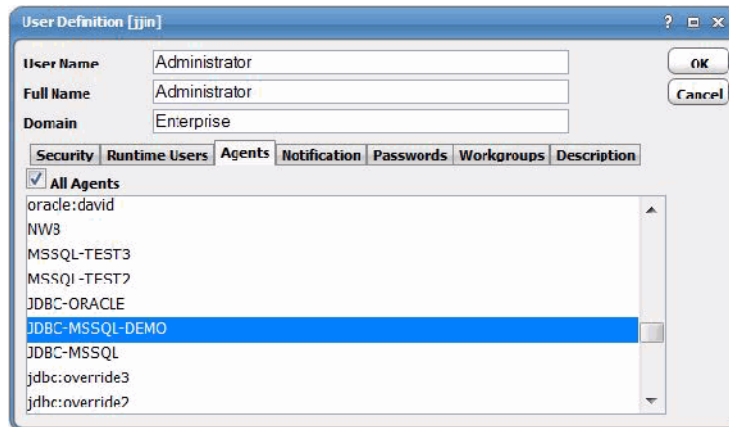 User Definition [jjin]
User Name Administrator
OK
Full Name Administrator
Cancel
Domain Enterprise
Security Runtime Users Agents Notification Passwords Workgroups Description
All Agents
oracle:david
NW8
MSSQL-TEST3
MSSQL-TEST2
JDBC-ORACLE
JDBC-MSSQL-DEMO
JDBC-MSSQL
jdbc:override3
jdbc:override2